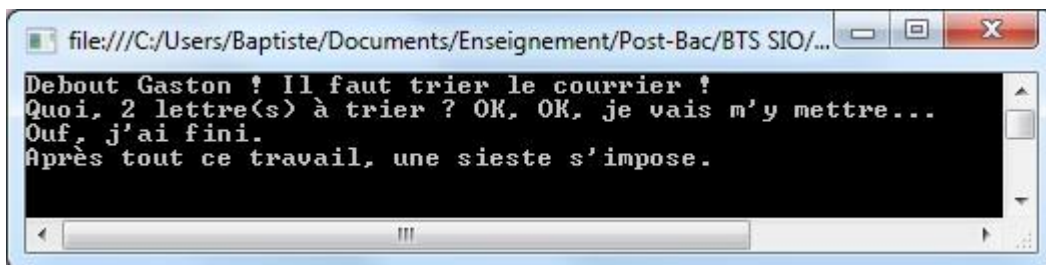 file:///C:/Users/Baptiste/Documents/Enseignement/Post-Bac/BTS SIO/...
Debout Gaston ! Il faut trier le courrier !
Quoi, 2 lettre(s) à trier ? OK, OK, je vais m'y mettre...
Ouf, j'ai fini.
Après tout ce travail, une sieste s'impose.